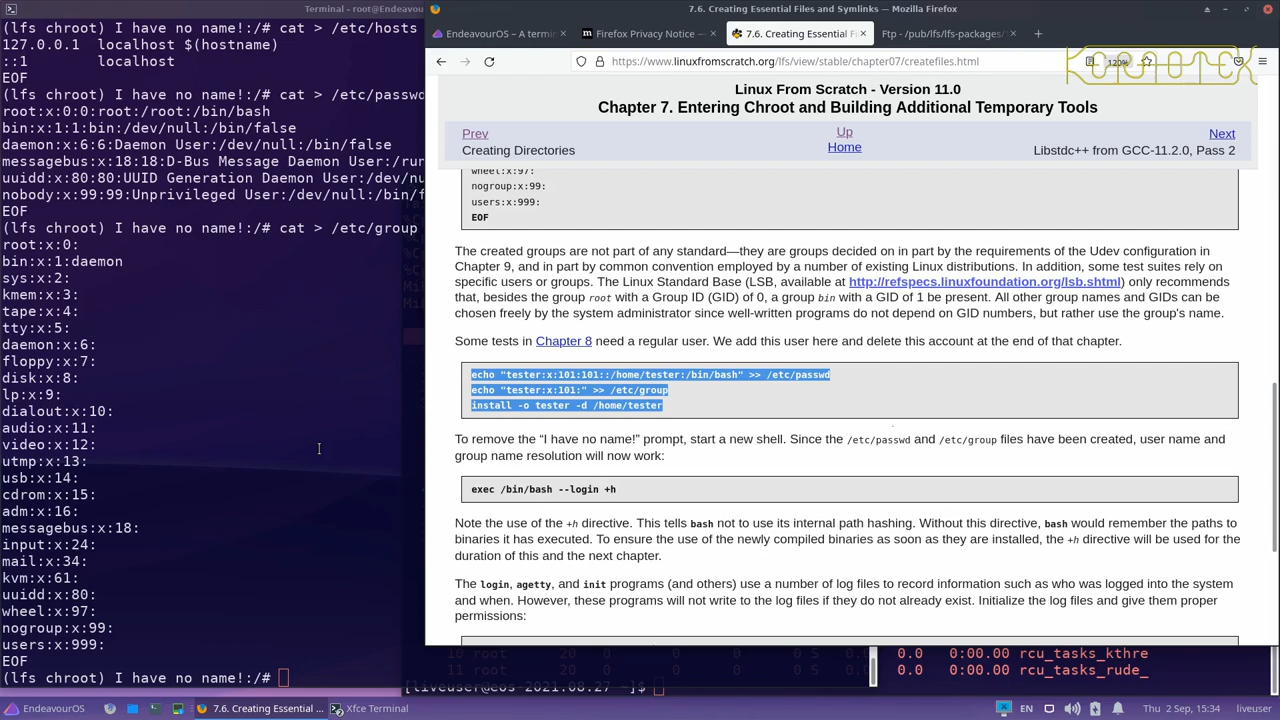 Terminal - root@Endeavou
(lfs chroot) I have no name!:/# cat > /etc/hosts
127.0.0.1   localhost $(hostname)
::1         localhost
EOF
(lfs chroot) I have no name!:/# cat > /etc/passwd
root:x:0:0:root:/root:/bin/bash
bin:x:1:1:bin:/dev/null:/bin/false
daemon:x:6:6:Daemon User:/dev/null:/bin/false
messagebus:x:18:18:D-Bus Message Daemon User:/run
uuidd:x:80:80:UUID Generation Daemon User:/dev/nu
nobody:x:99:99:Unprivileged User:/dev/null:/bin/f
EOF
(lfs chroot) I have no name!:/# cat > /etc/group
root:x:0:
bin:x:1:daemon
sys:x:2:
kmem:x:3:
tape:x:4:
tty:x:5:
daemon:x:6:
floppy:x:7:
disk:x:8:
lp:x:9:
dialout:x:10:
audio:x:11:
video:x:12:
utmp:x:13:
usb:x:14:
cdrom:x:15:
adm:x:16:
messagebus:x:18:
input:x:24:
mail:x:34:
kvm:x:61:
uuidd:x:80:
wheel:x:97:
nogroup:x:99:
users:x:999:
EOF
(lfs chroot) I have no name!:/#
7.6. Creating Essential Files and Symlinks — Mozilla Firefox
EndeavourOS – A termin
Firefox Privacy Notice —
7.6. Creating Essential Fi
Ftp - /pub/lfs/lfs-packages/
https://www.linuxfromscratch.org/lfs/view/stable/chapter07/createfiles.html
120%
KOMPOTEX
Linux From Scratch - Version 11.0
Chapter 7. Entering Chroot and Building Additional Temporary Tools
Prev
Up
Next
Creating Directories
Home
Libstdc++ from GCC-11.2.0, Pass 2
wheel:x:97:
nogroup:x:99:
users:x:999:
EOF
The created groups are not part of any standard—they are groups decided on in part by the requirements of the Udev configuration in
Chapter 9, and in part by common convention employed by a number of existing Linux distributions. In addition, some test suites rely on
specific users or groups. The Linux Standard Base (LSB, available at http://refspecs.linuxfoundation.org/lsb.shtml) only recommends
that, besides the group root with a Group ID (GID) of 0, a group bin with a GID of 1 be present. All other group names and GIDs can be
chosen freely by the system administrator since well-written programs do not depend on GID numbers, but rather use the group's name.
Some tests in Chapter 8 need a regular user. We add this user here and delete this account at the end of that chapter.
echo "tester:x:101:101::/home/tester:/bin/bash" >> /etc/passwd
echo "tester:x:101:" >> /etc/group
install -o tester -d /home/tester
To remove the “I have no name!” prompt, start a new shell. Since the /etc/passwd and /etc/group files have been created, user name and
group name resolution will now work:
exec /bin/bash --login +h
Note the use of the +h directive. This tells bash not to use its internal path hashing. Without this directive, bash would remember the paths to
binaries it has executed. To ensure the use of the newly compiled binaries as soon as they are installed, the +h directive will be used for the
duration of this and the next chapter.
The login, agetty, and init programs (and others) use a number of log files to record information such as who was logged into the system
and when. However, these programs will not write to the log files if they do not already exist. Initialize the log files and give them proper
permissions:
10 root 20 0 0 0 S 0.0 0.0 0:00.00 rcu_tasks_kthre
11 root 20 0 0 0 S 0.0 0.0 0:00.00 rcu_tasks_rude_
[liveuser@eos-2021.08.27 ~]$
EndeavourOS
7.6. Creating Essential ...
Xfce Terminal
EN
Thu 2 Sep, 15:34
liveuser